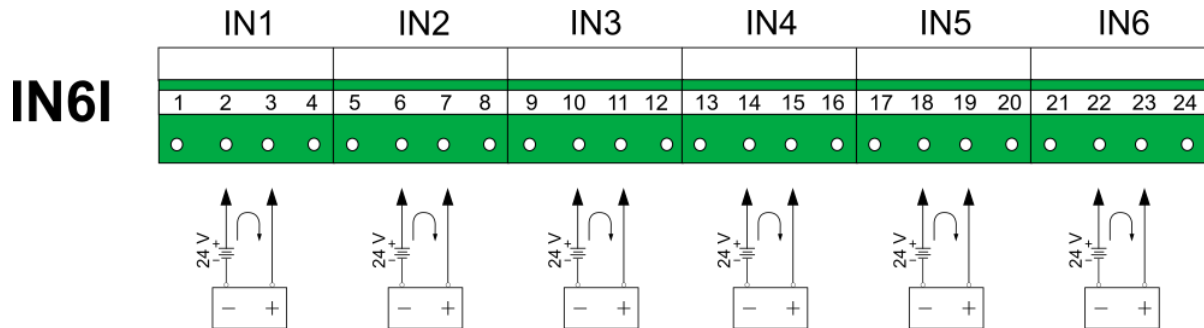 IN1 IN2 IN3 IN4 IN5 IN6
IN6I
1 2 3 4 5 6 7 8 9 10 11 12 13 14 15 16 17 18 19 20 21 22 23 24
24 V + − 24 V + − 24 V + − 24 V + − 24 V + − 24 V + −
− + − + − + − + − + − +